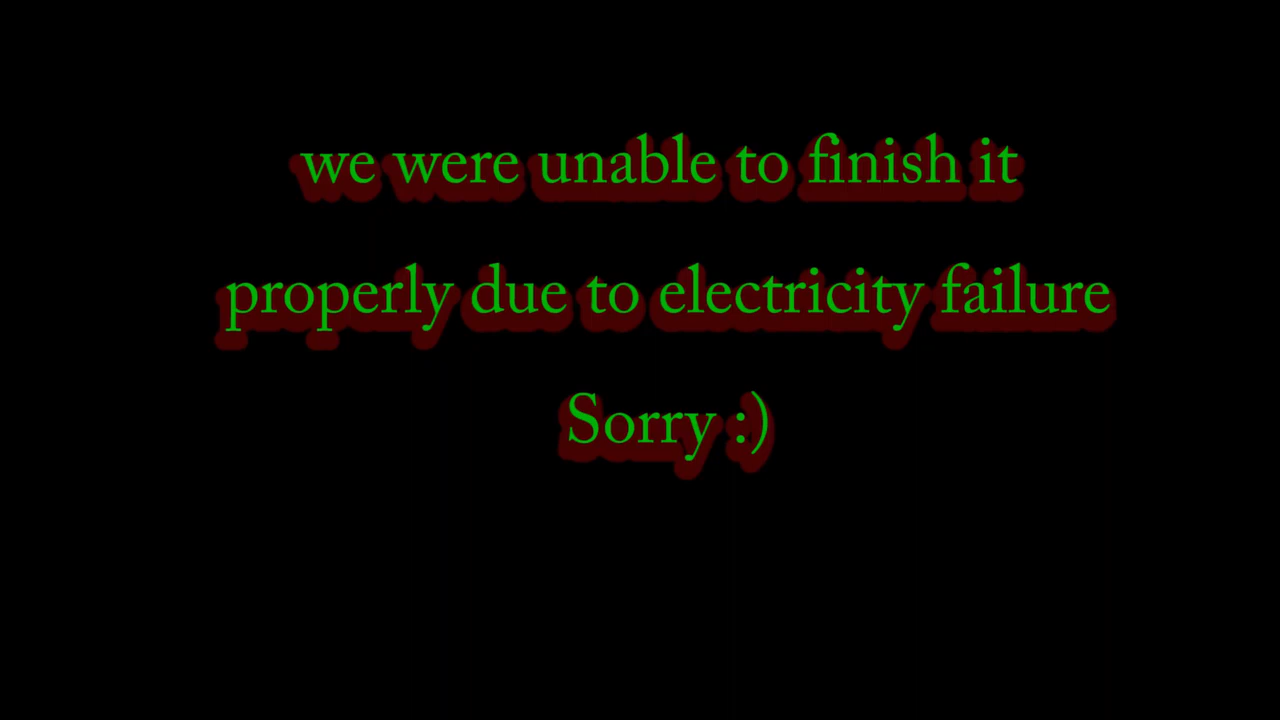 we were unable to finish it
properly due to electricity failure
Sorry :)